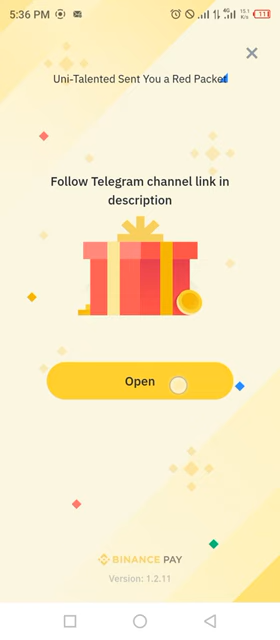 5:36 PM
Uni-Talented Sent You a Red Packet
Follow Telegram channel link in
description
Open
BINANCE PAY
Version: 1.2.11